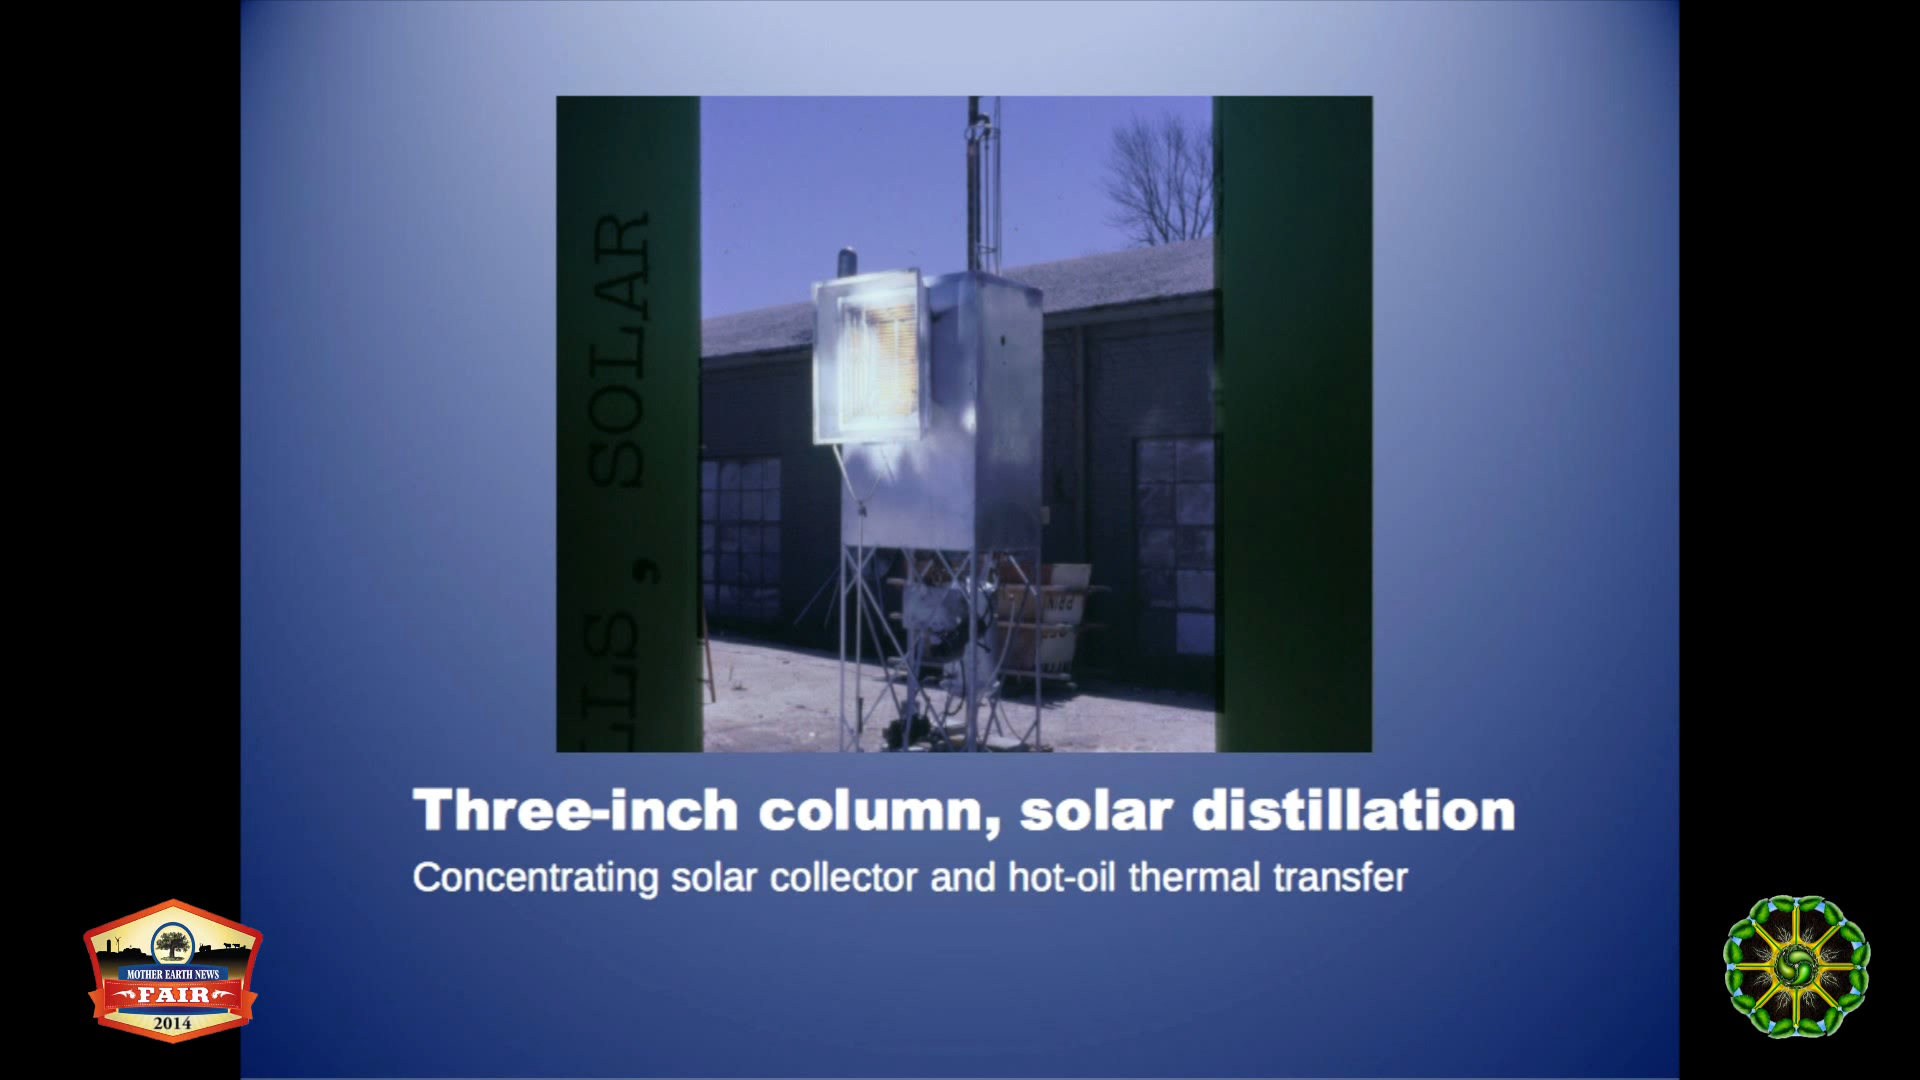 LLS, SOLAR
Three-inch column, solar distillation
Concentrating solar collector and hot-oil thermal transfer
MOTHER EARTH NEWS
FAIR
2014